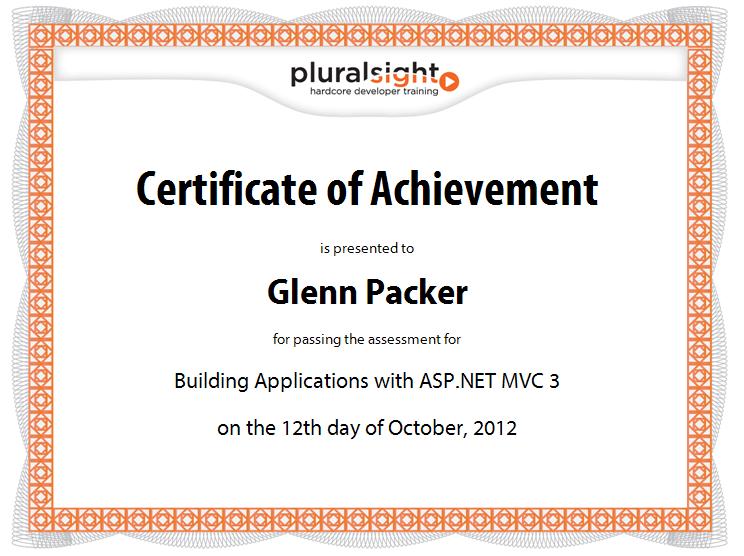 pluralsight
hardcore developer training
Certificate of Achievement
is presented to
Glenn Packer
for passing the assessment for
Building Applications with ASP.NET MVC 3
on the 12th day of October, 2012